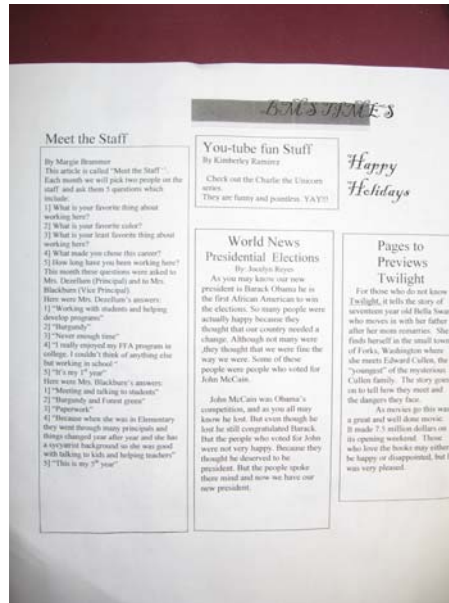 BMS TIMES
Meet the Staff
By Margie Brammer
This article is called "Meet the Staff".
Each month we will pick two people on the
staff and ask them 5 questions which
include:
1] What is your favorite thing about
working here?
2] What is your favorite color?
3] What is your least favorite thing about
working here?
4] What made you chose this career?
5] How long have you been working here?
This month these questions were asked to
Mrs. Dezellum (Principal) and to Mrs.
Blackburn (Vice Principal).
Here were Mrs. Dezellum's answers:
1] "Working with students and helping
develop programs"
2] "Burgundy"
3] "Never enough time"
4] "I really enjoyed my FFA program in
college. I couldn't think of anything else
but working in school "
5] "It's my 1st year"
Here were Mrs. Blackburn's answers:
1] "Meeting and talking to students"
2] "Burgundy and Forest green"
3] "Paperwork"
4] "Because when she was in Elementary
they went through many principals and
things changed year after year and she has
a background so she was good
with talking to kids and helping teachers"
5] "This is my 5th year"
You-tube fun Stuff
By Kimberley Ramirez
Check out the Charlie the Unicorn
series.
They are funny and pointless. YAY!!!
Happy
Holidays
World News
Presidential Elections
By: Jocelyn Reyes
As you may know our new
president is Barack Obama he is
the first African American to win
the elections. So many people were
actually happy because they
thought that our country needed a
change. Although not many were
,they thought that we were fine the
way we were. Some of these
people were people who voted for
John McCain.
John McCain was Obama's
competition, and as you all may
know he lost. But even though he
lost he still congratulated Barack.
But the people who voted for John
were not very happy. Because they
thought he deserved to be
president. But the people spoke
there mind and now we have our
new president.
Pages to
Previews
Twilight
For those who do not know
Twilight, it tells the story of
seventeen year old Bella Swan
who moves in with her father
after her mom remarries. She
finds herself in the small town
of Forks, Washington where
she meets Edward Cullen, the
"youngest" of the mysterious
Cullen family. The story goes
on to tell how they meet and
the dangers they face.
As movies go this was
a great and well done movie.
It made 7.5 million dollars on
its opening weekend. Those
who love the books may either
be happy or disappointed, but I
was very pleased.